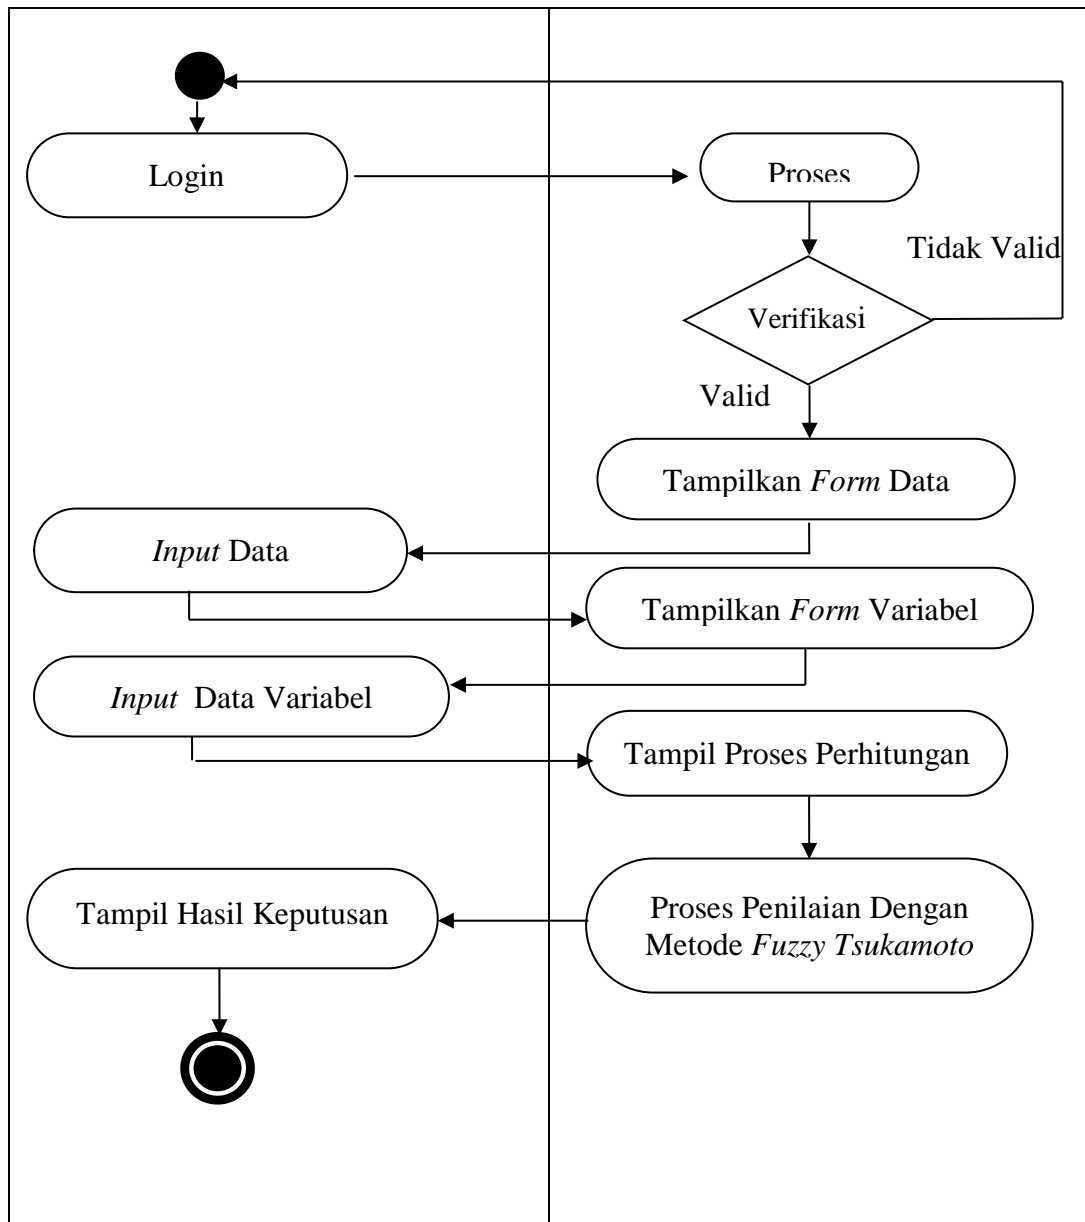 Login
Proses
Tidak Valid
Verifikasi
Valid
Tampilkan Form Data
Input Data
Tampilkan Form Variabel
Input  Data Variabel
Tampil Proses Perhitungan
Tampil Hasil Keputusan
Proses Penilaian Dengan
Metode Fuzzy Tsukamoto